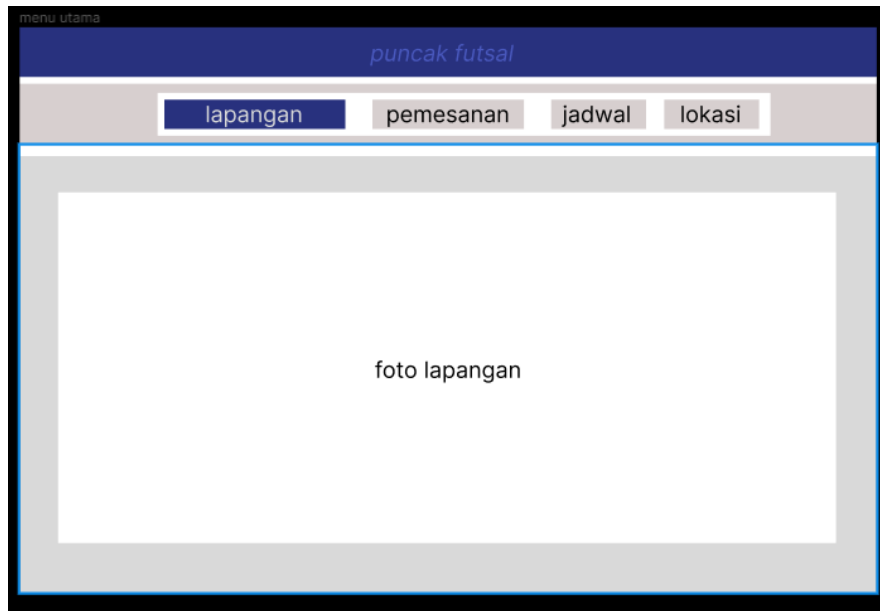 menu utama
puncak futsal
lapangan pemesanan jadwal lokasi
foto lapangan